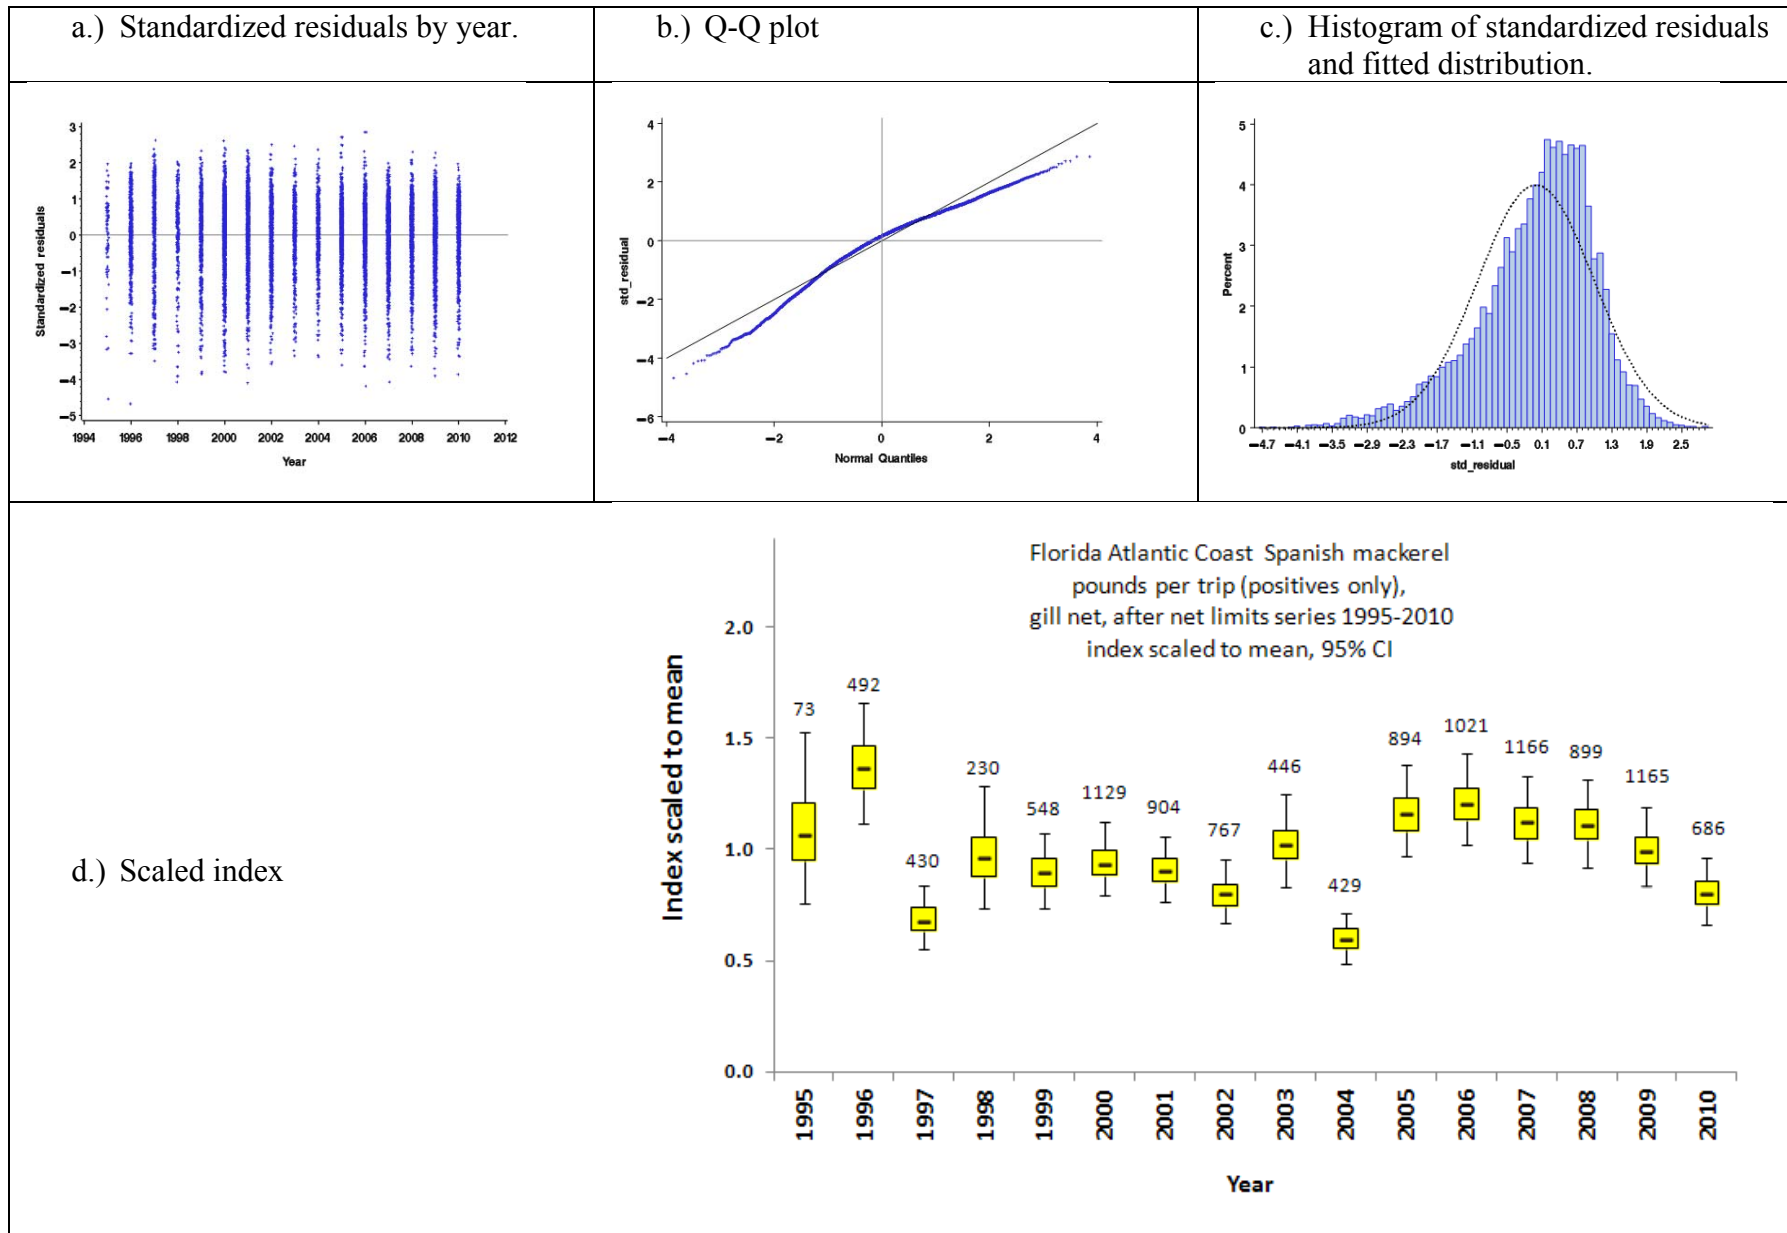 a.) Standardized residuals by year.
b.) Q-Q plot
c.) Histogram of standardized residuals
and fitted distribution.
3
2
1
0
−1
−2
−3
−4
−5
Standardized residuals
1994 1996 1998 2000 2002 2004 2006 2008 2010 2012
Year
4
2
0
−2
−4
−6
std_residual
−4 −2 0 2 4
Normal Quantiles
5
4
3
2
1
0
Percent
−4.7 −4.1 −3.5 −2.9 −2.3 −1.7 −1.1 −0.5 0.1 0.7 1.3 1.9 2.5
std_residual
d.) Scaled index
Florida Atlantic Coast Spanish mackerel
pounds per trip (positives only),
gill net, after net limits series 1995-2010
index scaled to mean, 95% CI
Index scaled to mean
2.0
1.5
1.0
0.5
0.0
73 492 430 230 548 1129 904 767 446 429 894 1021 1166 899 1165 686
1995 1996 1997 1998 1999 2000 2001 2002 2003 2004 2005 2006 2007 2008 2009 2010
Year